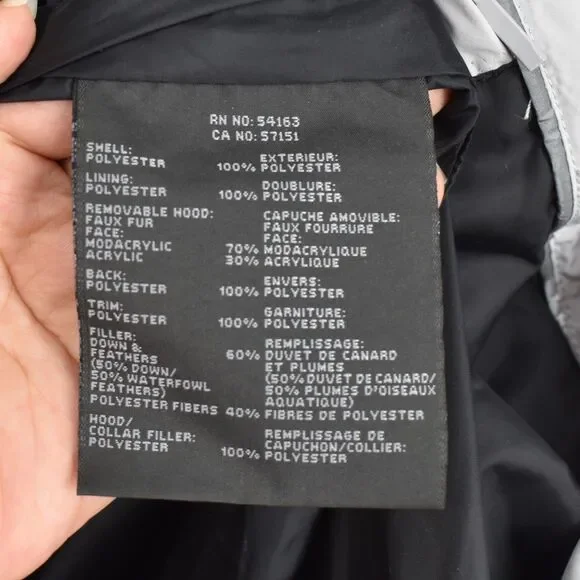 RN NO: 54163
CA NO: 57151
SHELL: EXTERIEUR:
POLYESTER 100% POLYESTER
LINING: DOUBLURE:
POLYESTER 100% POLYESTER
REMOVABLE HOOD: CAPUCHE AMOVIBLE:
FAUX FUR FAUX FOURRURE
FACE: FACE:
MODACRYLIC 70% MODACRYLIQUE
ACRYLIC 30% ACRYLIQUE
BACK: ENVERS:
POLYESTER 100% POLYESTER
TRIM: GARNITURE:
POLYESTER 100% POLYESTER
FILLER: REMPLISSAGE:
DOWN & 60% DUVET DE CANARD
FEATHERS ET PLUMES
(50% DOWN/ (50% DUVET DE CANARD/
50% WATERFOWL 50% PLUMES D'OISEAUX
FEATHERS) AQUATIQUE)
POLYESTER FIBERS 40% FIBRES DE POLYESTER
HOOD/ REMPLISSAGE DE
COLLAR FILLER: CAPUCHON/COLLIER:
POLYESTER 100% POLYESTER